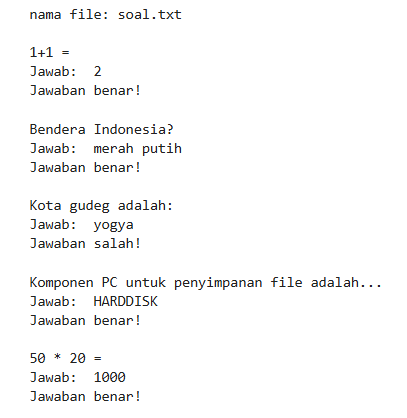 nama file: soal.txt
1+1 =
Jawab:  2
Jawaban benar!
Bendera Indonesia?
Jawab:  merah putih
Jawaban benar!
Kota gudeg adalah:
Jawab:  yogya
Jawaban salah!
Komponen PC untuk penyimpanan file adalah...
Jawab:  HARDDISK
Jawaban benar!
50 * 20 =
Jawab:  1000
Jawaban benar!